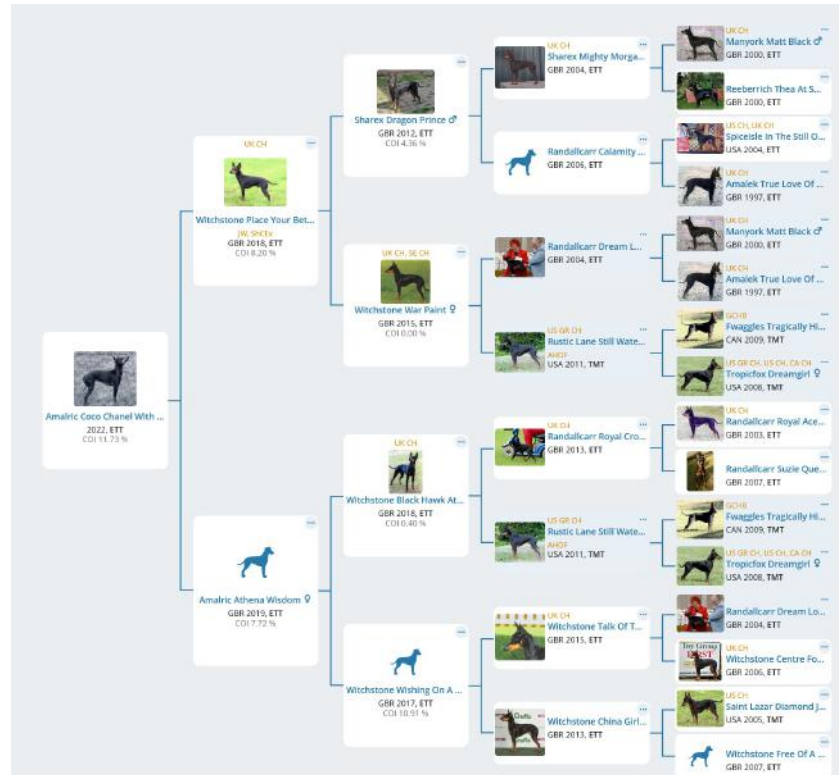 Amalric Coco Chanel With ...
2022, ETT
COI 11.73 %
UK CH
Witchstone Place Your Bet...
JW, ShCEx
GBR 2018, ETT
COI 8.20 %
Amalric Athena Wisdom ♀
GBR 2019, ETT
COI 7.72 %
Sharex Dragon Prince ♂
GBR 2012, ETT
COI 4.36 %
UK CH, SE CH
Witchstone War Paint ♀
GBR 2015, ETT
COI 0.00 %
UK CH
Witchstone Black Hawk At...
GBR 2018, ETT
COI 0.40 %
Witchstone Wishing On A ...
GBR 2017, ETT
COI 10.91 %
UK CH
Sharex Mighty Morga...
GBR 2004, ETT
Randallcarr Calamity ...
GBR 2006, ETT
Randallcarr Dream L...
GBR 2004, ETT
US GR CH
Rustic Lane Still Wate...
AHOF
USA 2011, TMT
UK CH
Randallcarr Royal Cro...
GBR 2013, ETT
US GR CH
Rustic Lane Still Wate...
AHOF
USA 2011, TMT
UK CH
Witchstone Talk Of T...
GBR 2015, ETT
Witchstone China Girl...
GBR 2013, ETT
UK CH
Manyork Matt Black ♂
GBR 2000, ETT
Reeberrich Thea At S...
GBR 2000, ETT
US CH, UK CH
Spiceisle In The Still O...
USA 2004, ETT
UK CH
Amalek True Love Of ...
GBR 1997, ETT
UK CH
Manyork Matt Black ♂
GBR 2000, ETT
UK CH
Amalek True Love Of ...
GBR 1997, ETT
GCHB
Fwaggles Tragically Hi...
CAN 2009, TMT
US GR CH, US CH, CA CH
Tropicfox Dreamgirl ♀
USA 2008, TMT
UK CH
Randallcarr Royal Ace...
GBR 2003, ETT
Randallcarr Suzie Que...
GBR 2007, ETT
GCHB
Fwaggles Tragically Hi...
CAN 2009, TMT
US GR CH, US CH, CA CH
Tropicfox Dreamgirl ♀
USA 2008, TMT
Randallcarr Dream Lo...
GBR 2004, ETT
UK CH
Witchstone Centre Fo...
GBR 2006, ETT
US CH
Saint Lazar Diamond J...
USA 2005, TMT
Witchstone Free Of A ...
GBR 2007, ETT